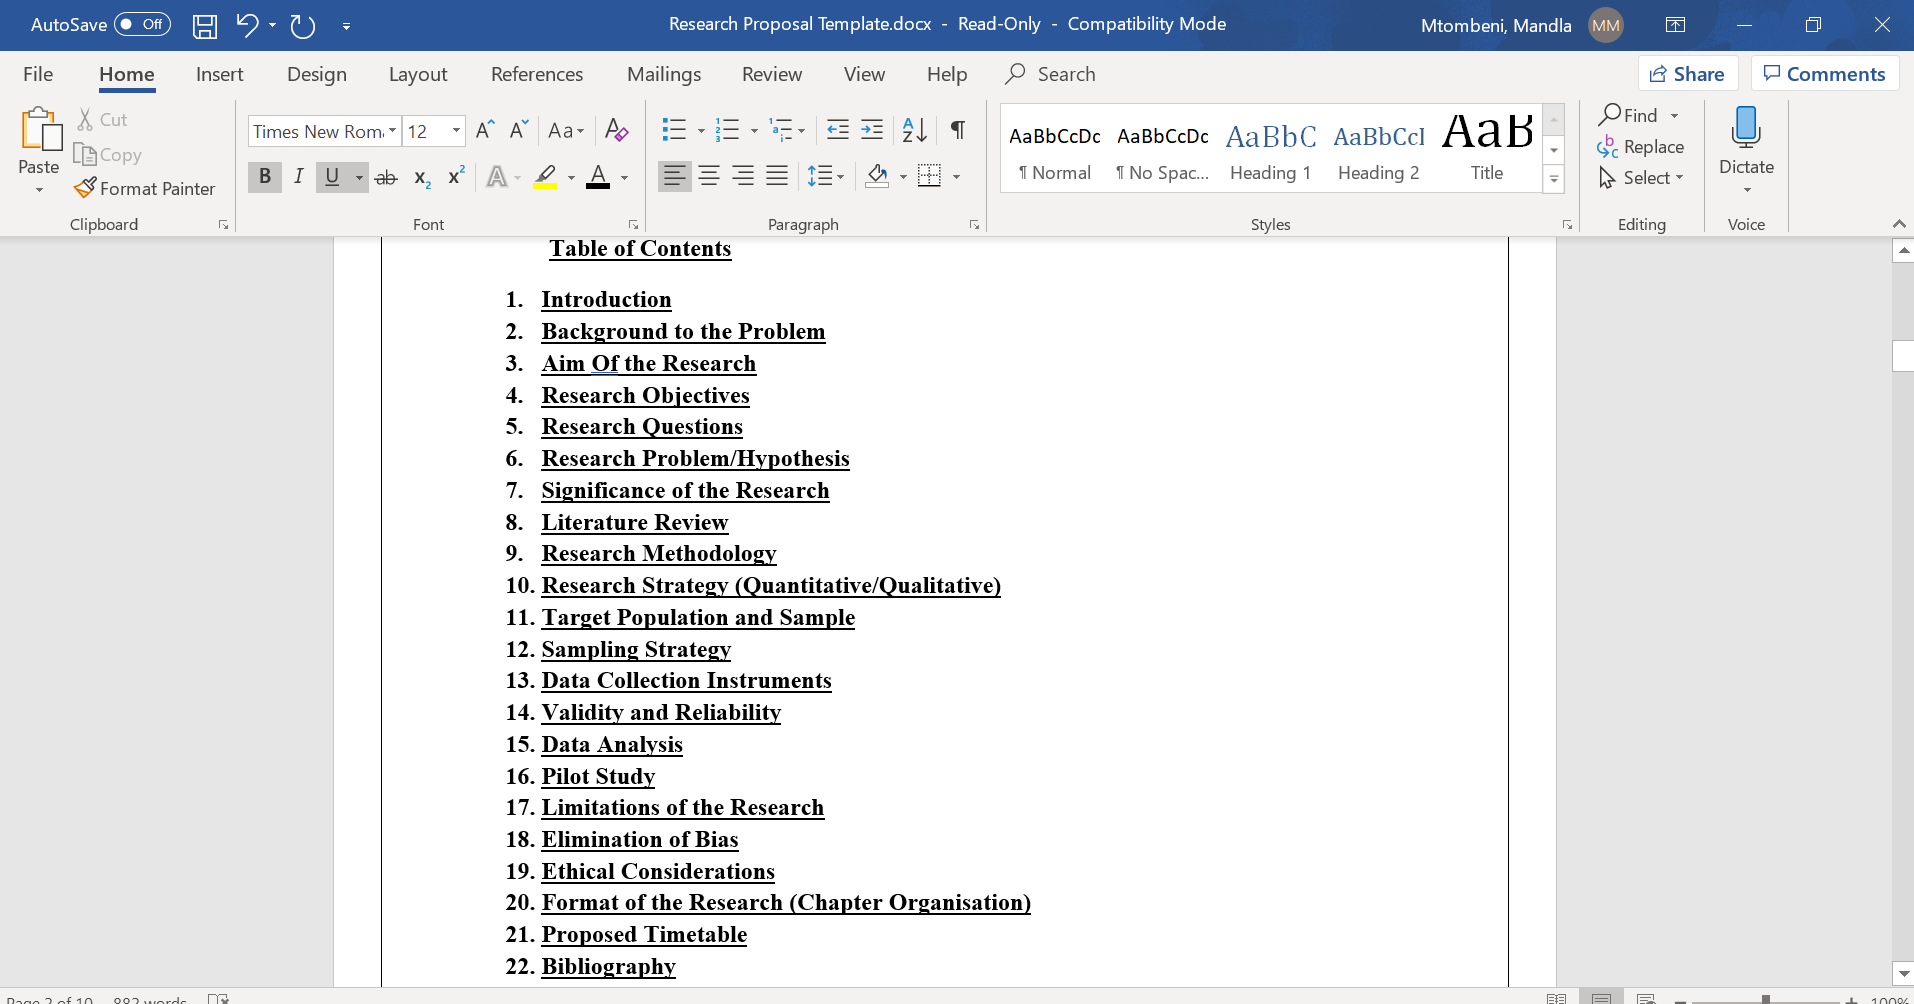 AutoSave Off Research Proposal Template.docx - Read-Only - Compatibility Mode Mtombeni, Mandla MM
File Home Insert Design Layout References Mailings Review View Help Search Share Comments
Paste
Cut
Copy
Format Painter
Clipboard
Times New Rom 12
Aa
B I U ab x2 x2 A A
Font
Paragraph
AaBbCcDc AaBbCcDc AaBbC AaBbCcI AaB
¶ Normal ¶ No Spac... Heading 1 Heading 2 Title
Styles
Find
Replace
Select
Editing
Dictate
Voice
Table of Contents
1. Introduction
2. Background to the Problem
3. Aim Of the Research
4. Research Objectives
5. Research Questions
6. Research Problem/Hypothesis
7. Significance of the Research
8. Literature Review
9. Research Methodology
10. Research Strategy (Quantitative/Qualitative)
11. Target Population and Sample
12. Sampling Strategy
13. Data Collection Instruments
14. Validity and Reliability
15. Data Analysis
16. Pilot Study
17. Limitations of the Research
18. Elimination of Bias
19. Ethical Considerations
20. Format of the Research (Chapter Organisation)
21. Proposed Timetable
22. Bibliography
Page 2 of 10 882 words 100%